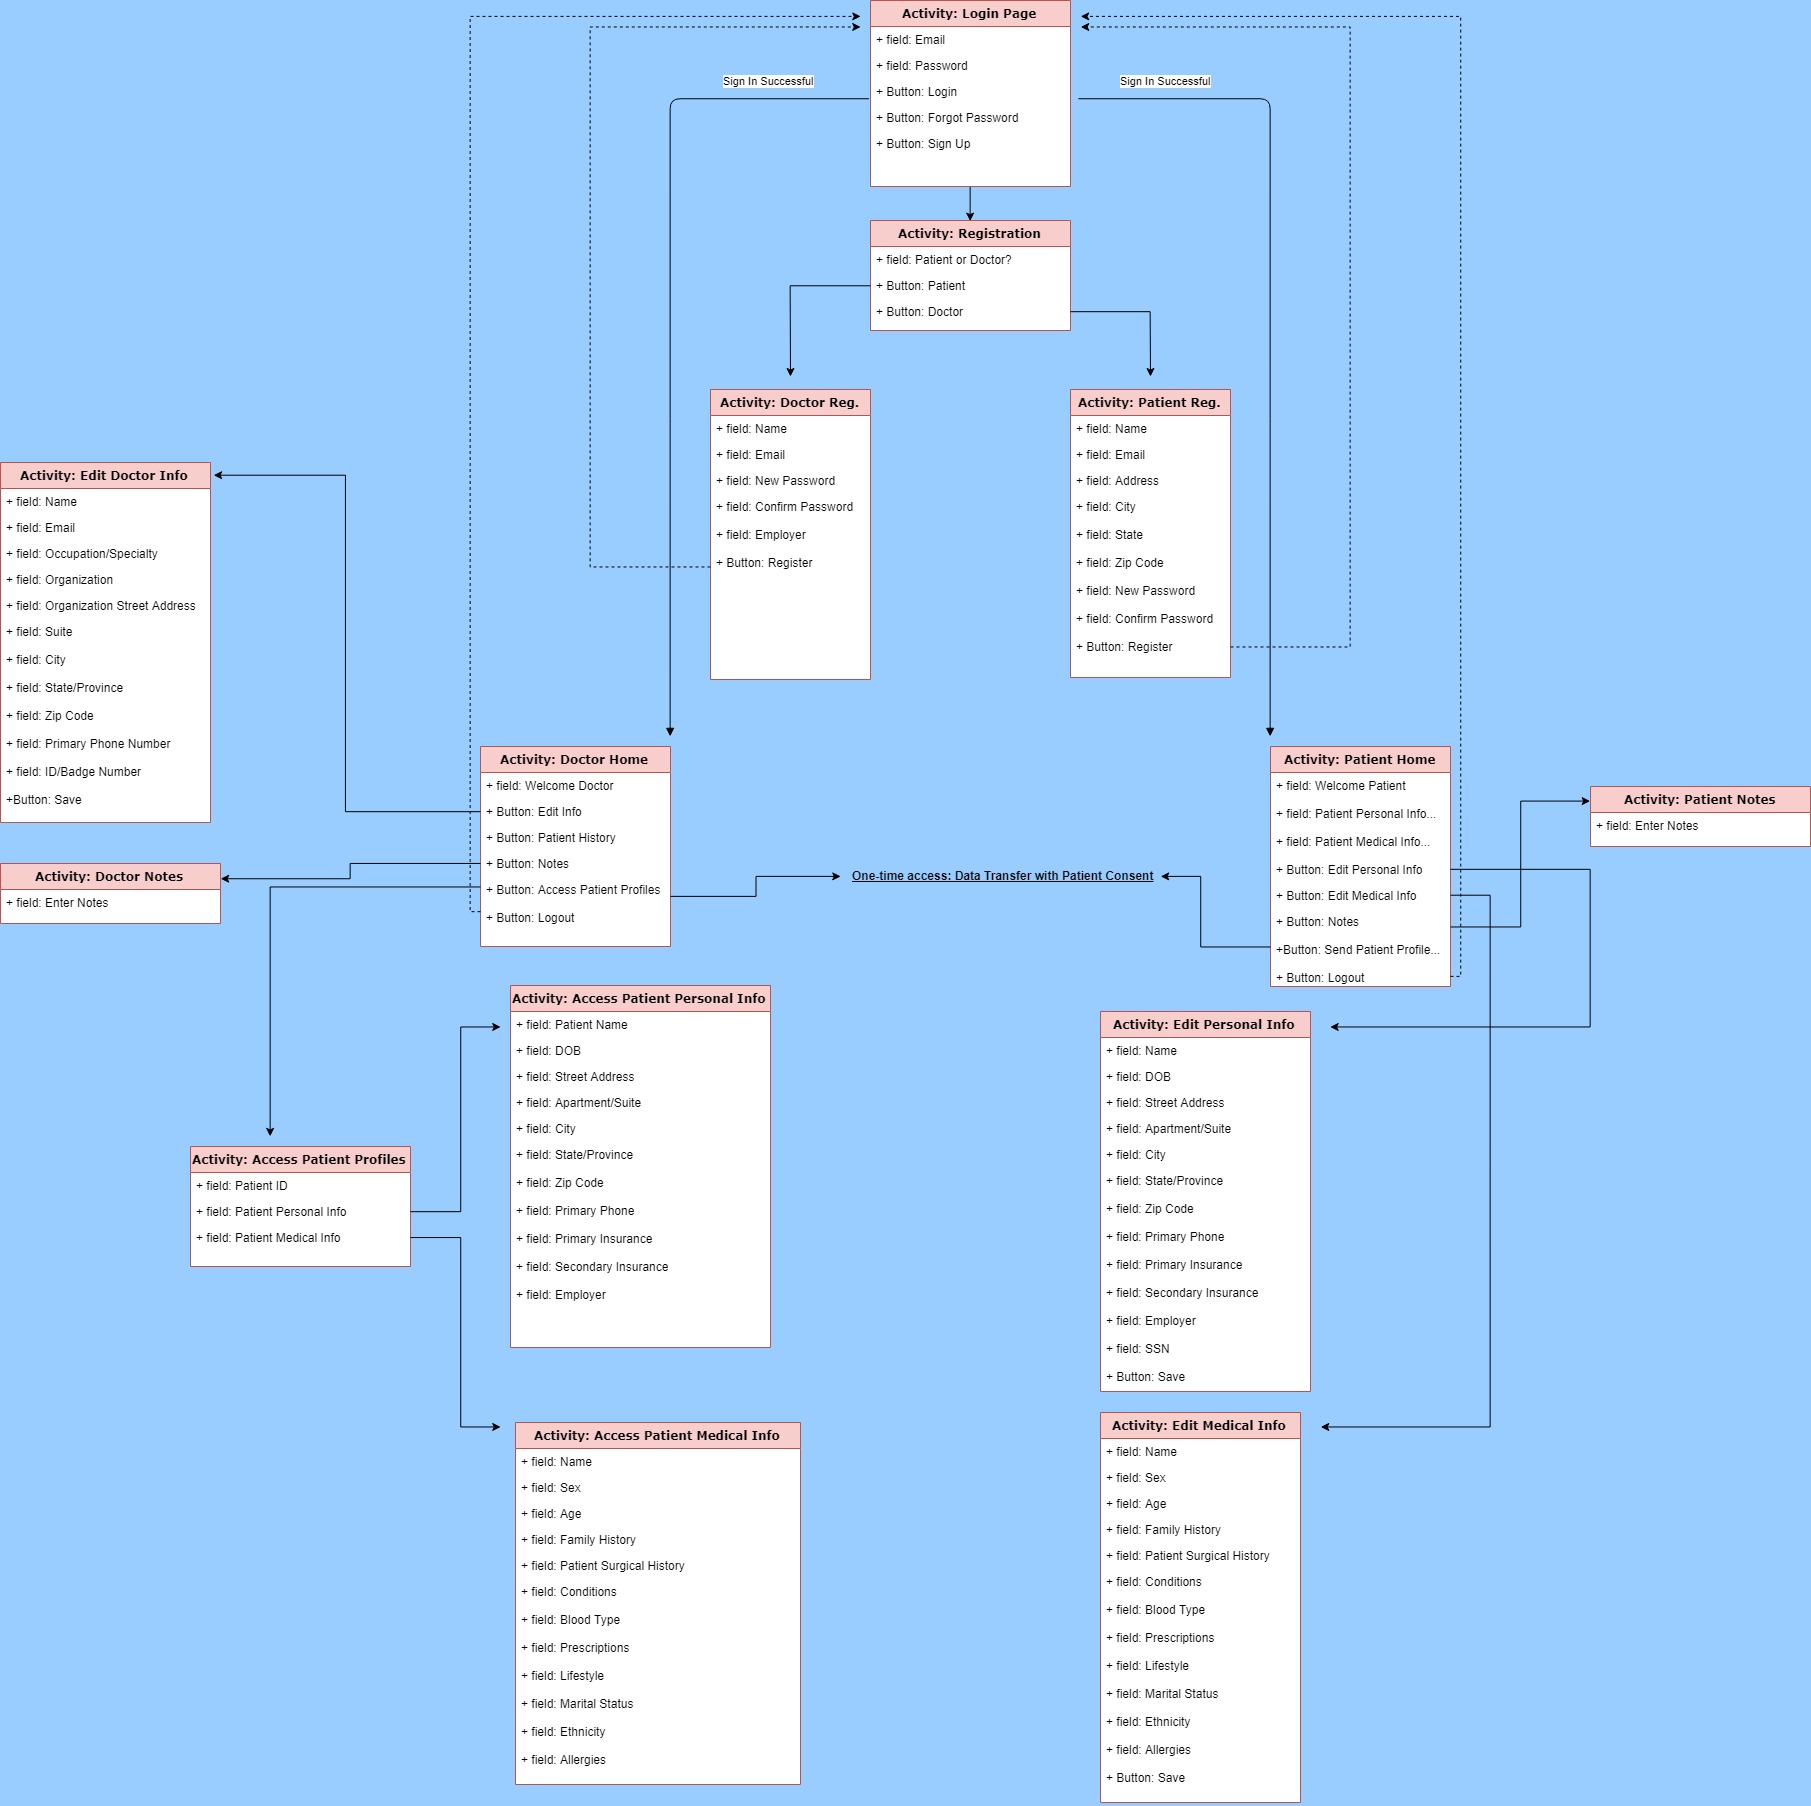 Activity: Login Page
+ field: Email
+ field: Password
+ Button: Login
+ Button: Forgot Password
+ Button: Sign Up
Sign In Successful
Sign In Successful
Activity: Registration
+ field: Patient or Doctor?
+ Button: Patient
+ Button: Doctor
Activity: Doctor Reg.
+ field: Name
+ field: Email
+ field: New Password
+ field: Confirm Password
+ field: Employer
+ Button: Register
Activity: Patient Reg.
+ field: Name
+ field: Email
+ field: Address
+ field: City
+ field: State
+ field: Zip Code
+ field: New Password
+ field: Confirm Password
+ Button: Register
Activity: Edit Doctor Info
+ field: Name
+ field: Email
+ field: Occupation/Specialty
+ field: Organization
+ field: Organization Street Address
+ field: Suite
+ field: City
+ field: State/Province
+ field: Zip Code
+ field: Primary Phone Number
+ field: ID/Badge Number
+Button: Save
Activity: Doctor Home
+ field: Welcome Doctor
+ Button: Edit Info
+ Button: Patient History
+ Button: Notes
+ Button: Access Patient Profiles
+ Button: Logout
Activity: Patient Home
+ field: Welcome Patient
+ field: Patient Personal Info...
+ field: Patient Medical Info...
+ Button: Edit Personal Info
+ Button: Edit Medical Info
+ Button: Notes
+Button: Send Patient Profile...
+ Button: Logout
Activity: Patient Notes
+ field: Enter Notes
Activity: Doctor Notes
+ field: Enter Notes
One-time access: Data Transfer with Patient Consent
Activity: Access Patient Personal Info
+ field: Patient Name
+ field: DOB
+ field: Street Address
+ field: Apartment/Suite
+ field: City
+ field: State/Province
+ field: Zip Code
+ field: Primary Phone
+ field: Primary Insurance
+ field: Secondary Insurance
+ field: Employer
Activity: Edit Personal Info
+ field: Name
+ field: DOB
+ field: Street Address
+ field: Apartment/Suite
+ field: City
+ field: State/Province
+ field: Zip Code
+ field: Primary Phone
+ field: Primary Insurance
+ field: Secondary Insurance
+ field: Employer
+ field: SSN
+ Button: Save
Activity: Access Patient Profiles
+ field: Patient ID
+ field: Patient Personal Info
+ field: Patient Medical Info
Activity: Access Patient Medical Info
+ field: Name
+ field: Sex
+ field: Age
+ field: Family History
+ field: Patient Surgical History
+ field: Conditions
+ field: Blood Type
+ field: Prescriptions
+ field: Lifestyle
+ field: Marital Status
+ field: Ethnicity
+ field: Allergies
Activity: Edit Medical Info
+ field: Name
+ field: Sex
+ field: Age
+ field: Family History
+ field: Patient Surgical History
+ field: Conditions
+ field: Blood Type
+ field: Prescriptions
+ field: Lifestyle
+ field: Marital Status
+ field: Ethnicity
+ field: Allergies
+ Button: Save